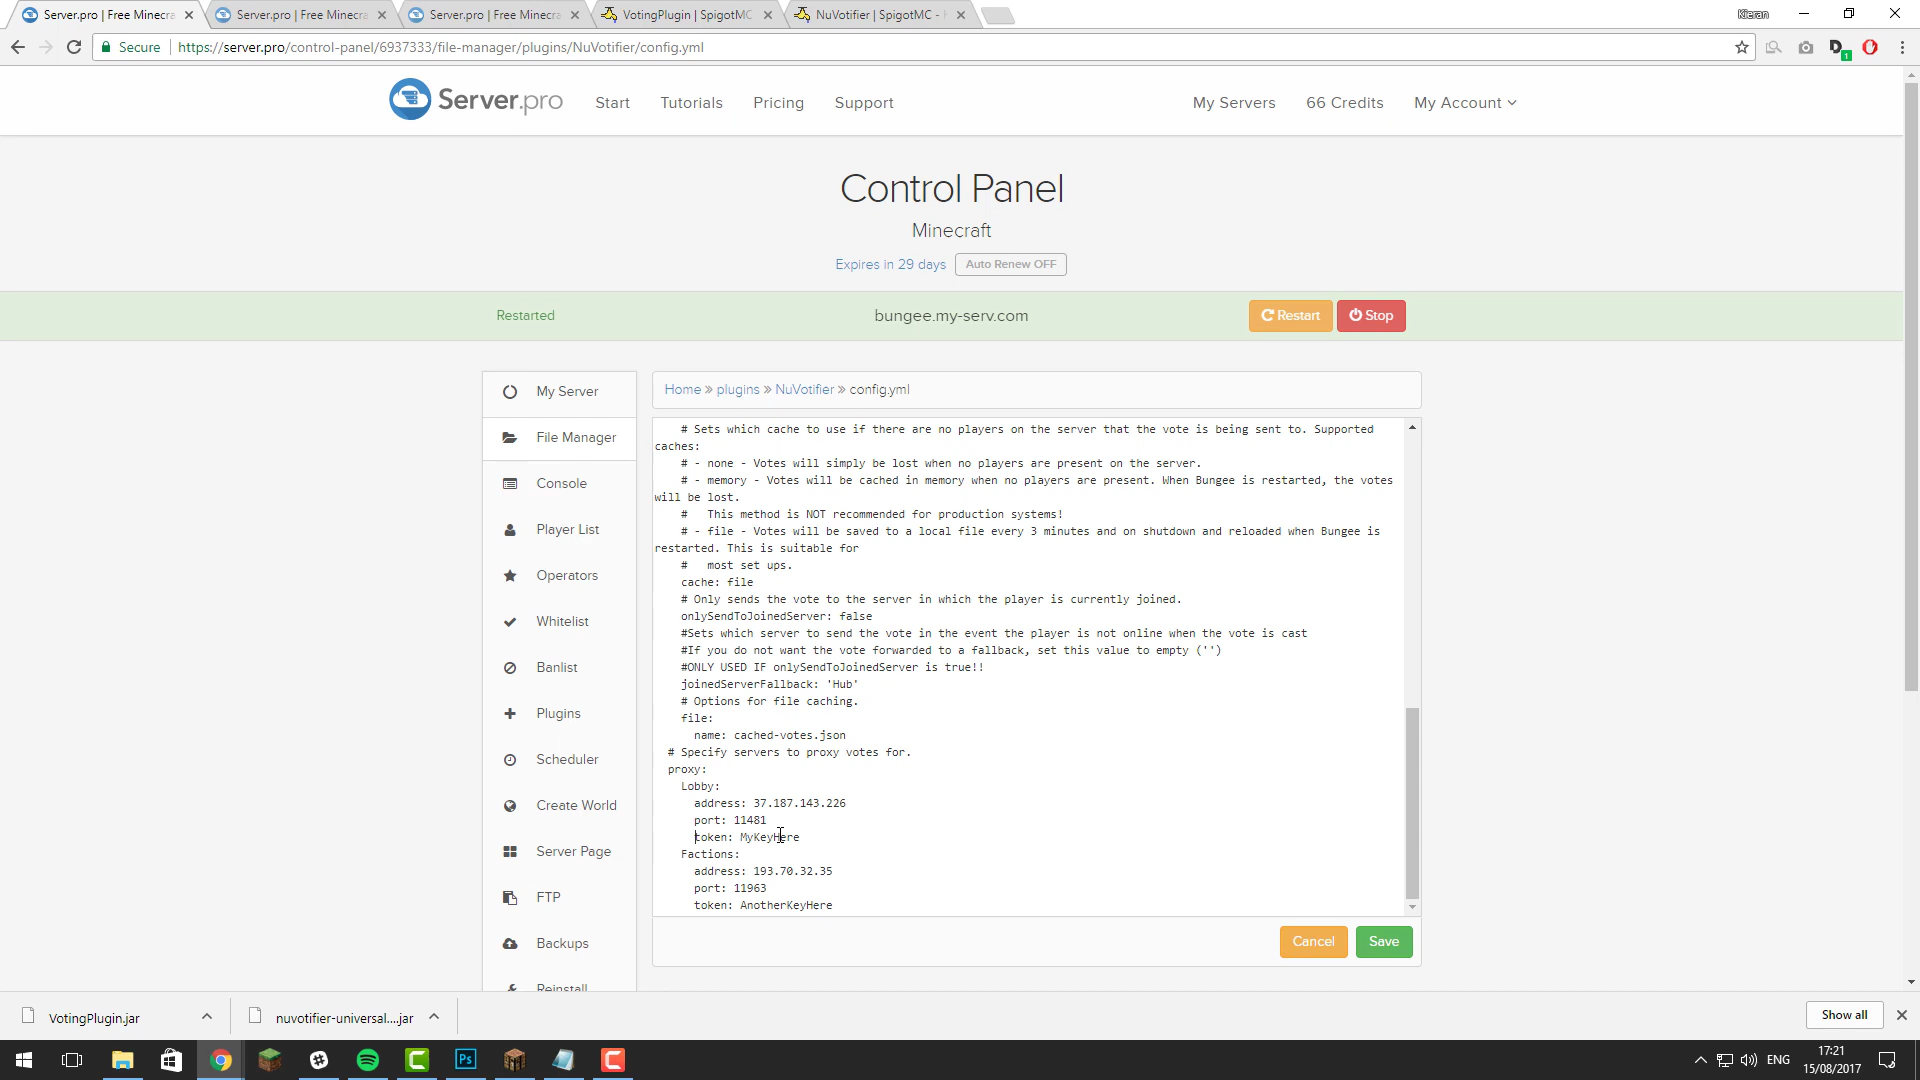 Server.pro | Free Minecra
Server.pro | Free Minecra
Server.pro | Free Minecra
VotingPlugin | SpigotMC
NuVotifier | SpigotMC -
Kieran
Secure
https://server.pro/control-panel/6937333/file-manager/plugins/NuVotifier/config.yml
1
Server.pro
Start
Tutorials
Pricing
Support
My Servers
66 Credits
My Account
Control Panel
Minecraft
Expires in 29 days
Auto Renew OFF
Restarted
bungee.my-serv.com
Restart
Stop
My Server
File Manager
Console
Player List
Operators
Whitelist
Banlist
Plugins
Scheduler
Create World
Server Page
FTP
Backups
Reinstall
Home » plugins » NuVotifier » config.yml
# Sets which cache to use if there are no players on the server that the vote is being sent to. Supported
caches:
# - none - Votes will simply be lost when no players are present on the server.
# - memory - Votes will be cached in memory when no players are present. When Bungee is restarted, the votes
will be lost.
#   This method is NOT recommended for production systems!
# - file - Votes will be saved to a local file every 3 minutes and on shutdown and reloaded when Bungee is
restarted. This is suitable for
#   most set ups.
cache: file
# Only sends the vote to the server in which the player is currently joined.
onlySendToJoinedServer: false
#Sets which server to send the vote in the event the player is not online when the vote is cast
#If you do not want the vote forwarded to a fallback, set this value to empty ('')
#ONLY USED IF onlySendToJoinedServer is true!!
joinedServerFallback: 'Hub'
# Options for file caching.
file:
name: cached-votes.json
# Specify servers to proxy votes for.
proxy:
Lobby:
address: 37.187.143.226
port: 11481
token: MyKeyHere
Factions:
address: 193.70.32.35
port: 11963
token: AnotherKeyHere
Cancel
Save
VotingPlugin.jar
nuvotifier-universal....jar
Show all
Ps
ENG
17:21
15/08/2017